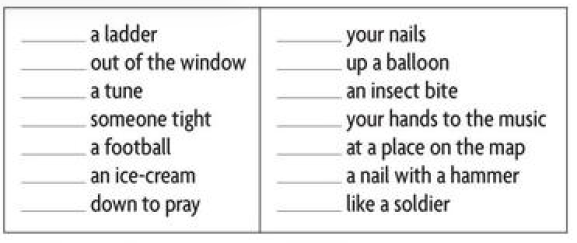 ______ a ladder
______ out of the window
______ a tune
______ someone tight
______ a football
______ an ice-cream
______ down to pray
______ your nails
______ up a balloon
______ an insect bite
______ your hands to the music
______ at a place on the map
______ a nail with a hammer
______ like a soldier